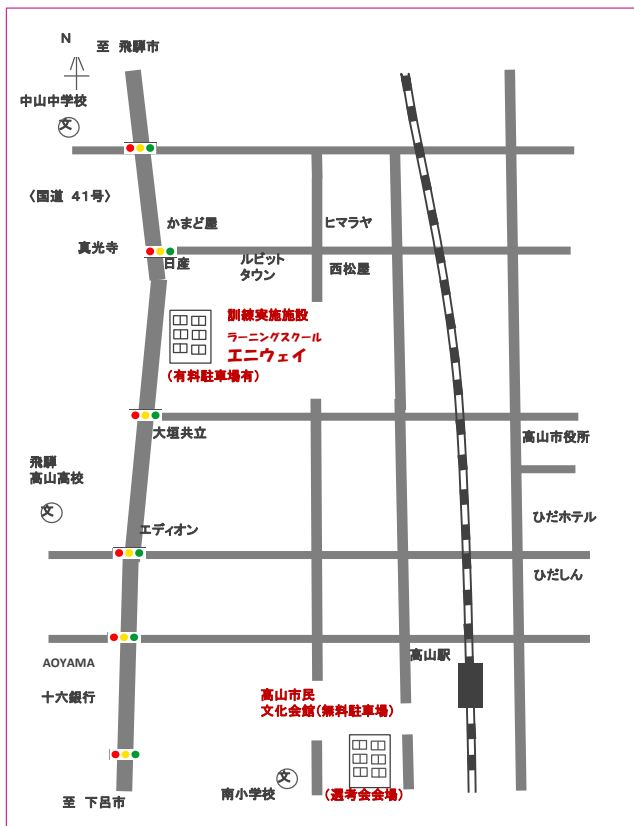 N
至 飛騨市
中山中学校
文
〈国道 41号〉
かまど屋
ヒマラヤ
真光寺
日産
ルビット
タウン
西松屋
訓練実施施設
ラーニングスクール
エニウェイ
(有料駐車場有)
大垣共立
高山市役所
飛騨
高山高校
文
ひだホテル
エディオン
ひだしん
AOYAMA
高山駅
十六銀行
高山市民
文化会館(無料駐車場)
文
南小学校
(選考会会場)
至 下呂市